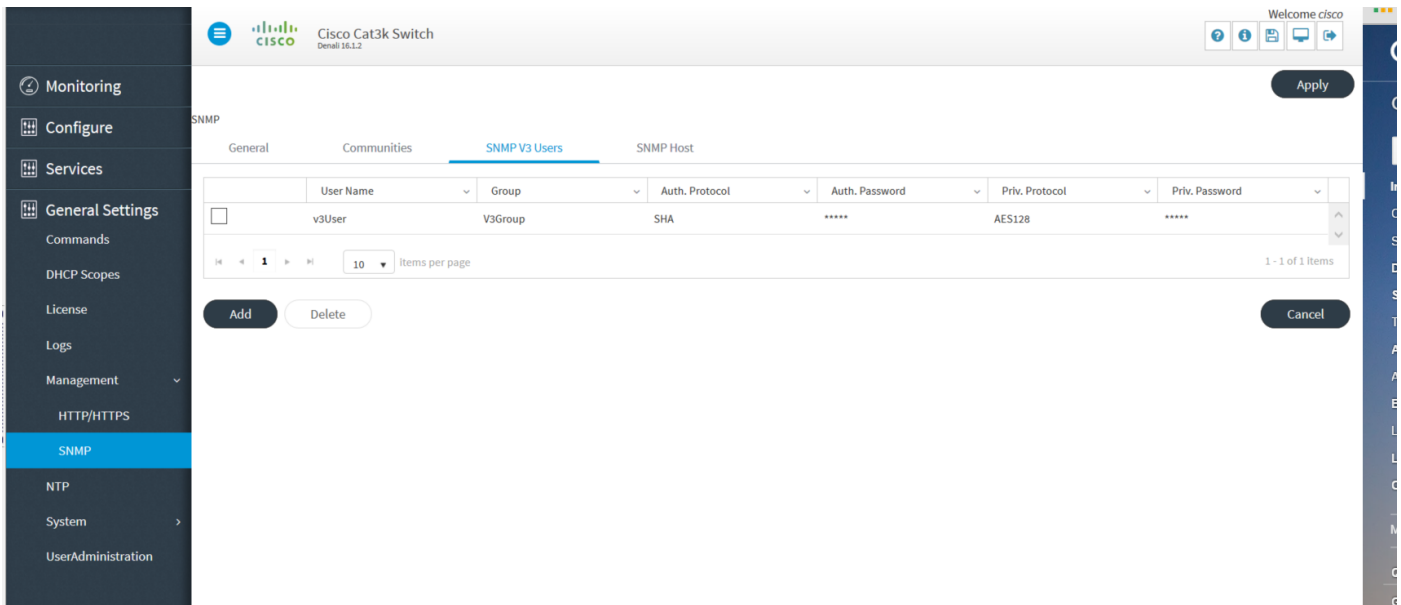 Welcome cisco
CISCO
Cisco Cat3k Switch
Denali 16.1.2
Monitoring
Configure
Services
General Settings
Commands
DHCP Scopes
License
Logs
Management
HTTP/HTTPS
SNMP
NTP
System
UserAdministration
Apply
SNMP
General Communities SNMP V3 Users SNMP Host
User Name Group Auth. Protocol Auth. Password Priv. Protocol Priv. Password
v3User V3Group SHA ***** AES128 *****
1 10 items per page 1 - 1 of 1 items
Add Delete Cancel